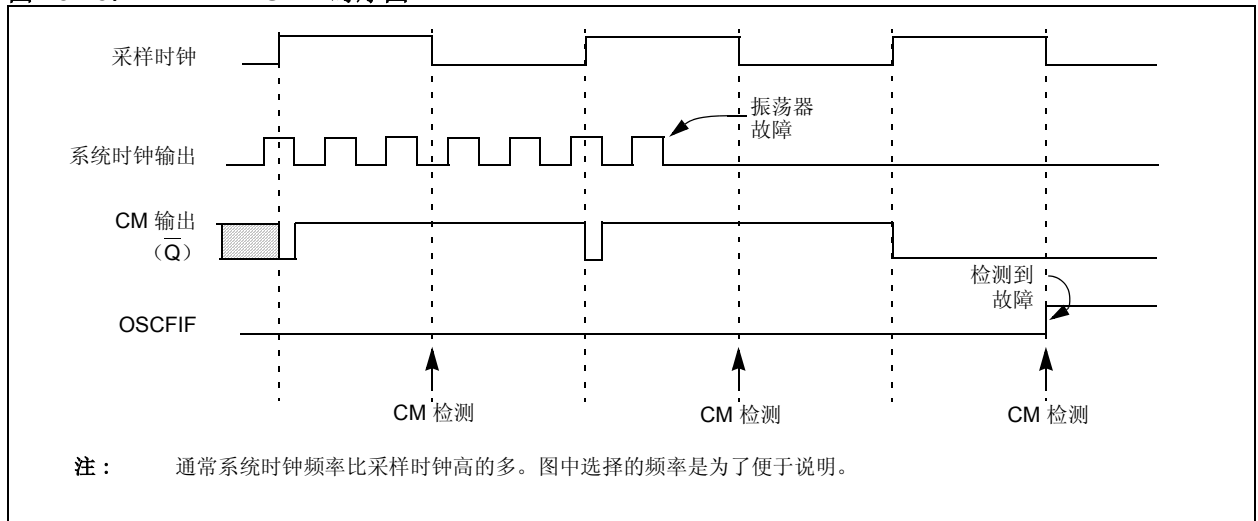 采样时钟
振荡器
故障
系统时钟输出
CM 输出
（Q）
检测到
故障
OSCFIF
CM 检测
CM 检测
CM 检测
注： 通常系统时钟频率比采样时钟高的多。图中选择的频率是为了便于说明。